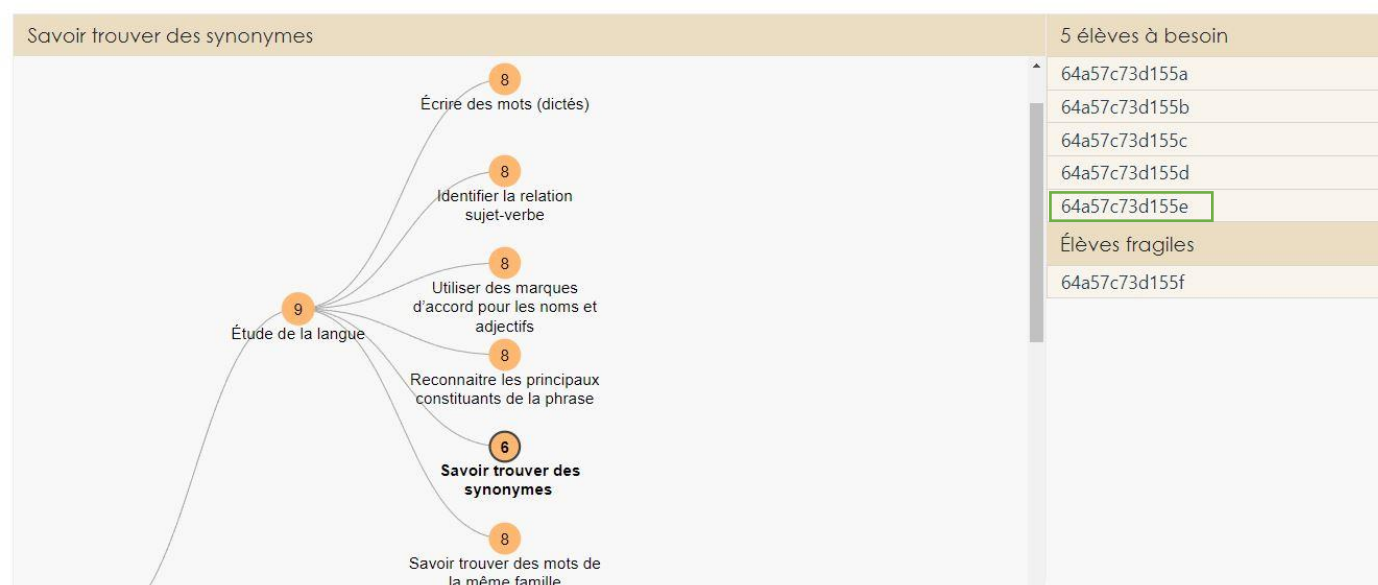 Savoir trouver des synonymes
8
Écrire des mots (dictés)
8
Identifier la relation
sujet-verbe
8
Utiliser des marques
d'accord pour les noms et
adjectifs
9
Étude de la langue
8
Reconnaitre les principaux
constituants de la phrase
6
Savoir trouver des
synonymes
8
Savoir trouver des mots de
la même famille
5 élèves à besoin
64a57c73d155a
64a57c73d155b
64a57c73d155c
64a57c73d155d
64a57c73d155e
Élèves fragiles
64a57c73d155f